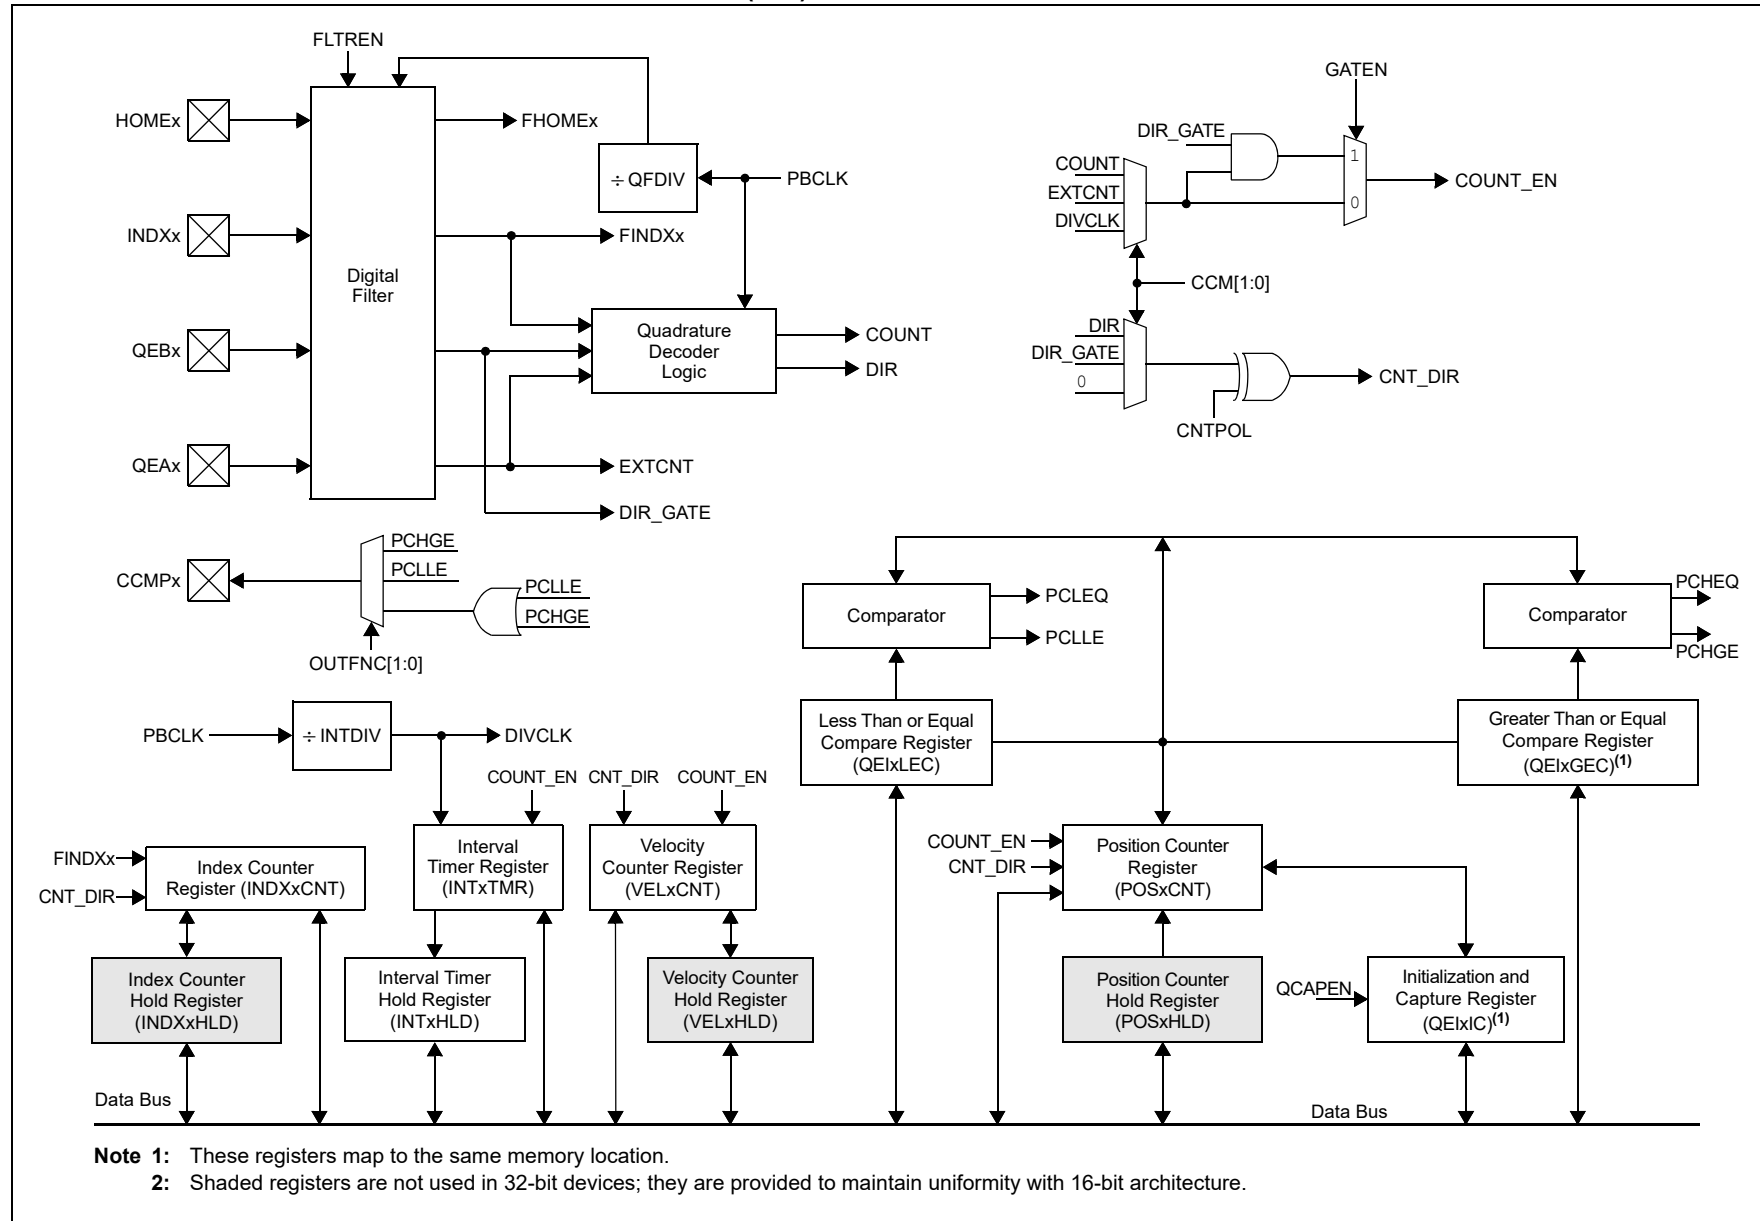 FLTREN
HOMEx
FHOMEx
÷ QFDIV
PBCLK
INDXx
FINDXx
Digital
Filter
QEBx
Quadrature
Decoder
Logic
COUNT
DIR
QEAx
EXTCNT
DIR_GATE
GATEN
DIR_GATE
COUNT
EXTCNT
DIVCLK
1
0
COUNT_EN
CCM[1:0]
DIR
DIR_GATE
0
CNT_DIR
CNTPOL
CCMPx
PCHGE
PCLLE
PCLLE
PCHGE
OUTFNC[1:0]
Comparator
PCLEQ
PCLLE
Comparator
PCHEQ
PCHGE
PBCLK
÷ INTDIV
DIVCLK
Less Than or Equal
Compare Register
(QEIxLEC)
Greater Than or Equal
Compare Register
(QEIxGEC)(1)
COUNT_EN
CNT_DIR
COUNT_EN
FINDXx
CNT_DIR
Index Counter
Register (INDXxCNT)
Interval
Timer Register
(INTxTMR)
Velocity
Counter Register
(VELxCNT)
COUNT_EN
CNT_DIR
Position Counter
Register
(POSxCNT)
Index Counter
Hold Register
(INDXxHLD)
Interval Timer
Hold Register
(INTxHLD)
Velocity Counter
Hold Register
(VELxHLD)
Position Counter
Hold Register
(POSxHLD)
QCAPEN
Initialization and
Capture Register
(QEIxIC)(1)
Data Bus
Data Bus
Note 1: These registers map to the same memory location.
2: Shaded registers are not used in 32-bit devices; they are provided to maintain uniformity with 16-bit architecture.